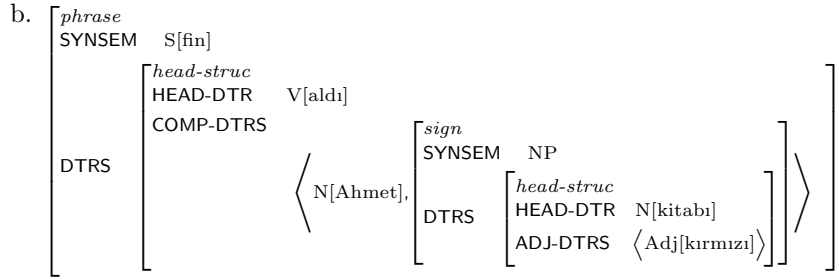 b. phrase
SYNSEM S[fin]
head-struc
HEAD-DTR V[aldı]
COMP-DTRS
sign
SYNSEM NP
DTRS
⟨N[Ahmet],
head-struc
DTRS HEAD-DTR N[kitabı]
ADJ-DTRS ⟨Adj[kırmızı]⟩
⟩